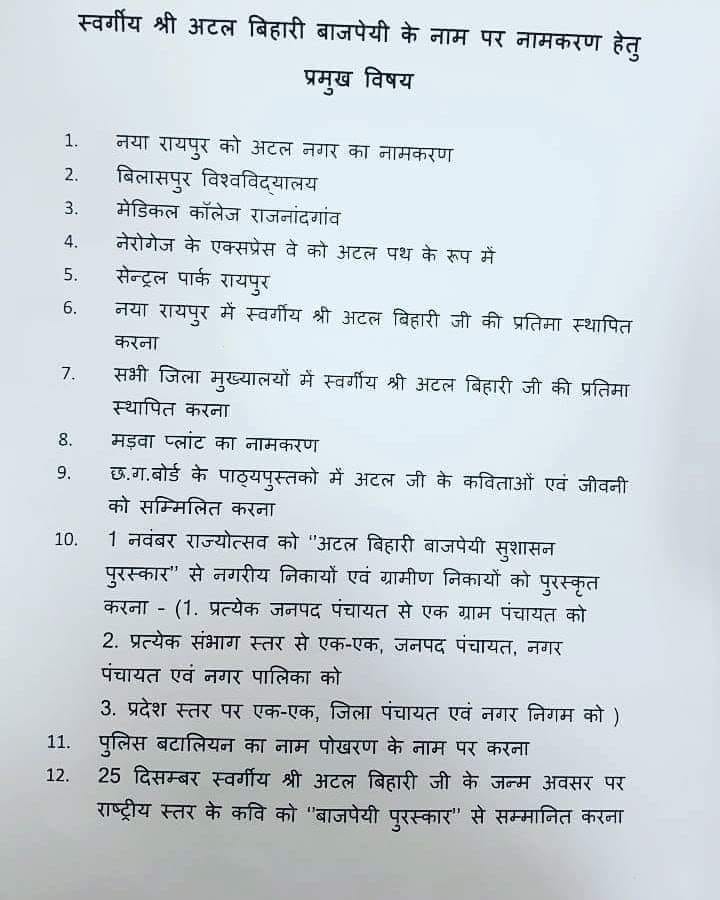 स्वर्गीय श्री अटल बिहारी बाजपेयी के नाम पर नामकरण हेतु
प्रमुख विषय
1. नया रायपुर को अटल नगर का नामकरण
2. बिलासपुर विश्वविद्यालय
3. मेडिकल कॉलेज राजनांदगांव
4. नेरोगेज के एक्सप्रेस वे को अटल पथ के रूप में
5. सेन्ट्रल पार्क रायपुर
6. नया रायपुर में स्वर्गीय श्री अटल बिहारी जी की प्रतिमा स्थापित
करना
7. सभी जिला मुख्यालयों में स्वर्गीय श्री अटल बिहारी जी की प्रतिमा
स्थापित करना
8. मड़वा प्लांट का नामकरण
9. छ.ग.बोर्ड के पाठ्यपुस्तको में अटल जी के कविताओं एवं जीवनी
को सम्मिलित करना
10. 1 नवंबर राज्योत्सव को "अटल बिहारी बाजपेयी सुशासन
पुरस्कार" से नगरीय निकायों एवं ग्रामीण निकायों को पुरस्कृत
करना - (1. प्रत्येक जनपद पंचायत से एक ग्राम पंचायत को
2. प्रत्येक संभाग स्तर से एक-एक, जनपद पंचायत, नगर
पंचायत एवं नगर पालिका को
3. प्रदेश स्तर पर एक-एक, जिला पंचायत एवं नगर निगम को )
11. पुलिस बटालियन का नाम पोखरण के नाम पर करना
12. 25 दिसम्बर स्वर्गीय श्री अटल बिहारी जी के जन्म अवसर पर
राष्ट्रीय स्तर के कवि को "बाजपेयी पुरस्कार" से सम्मानित करना